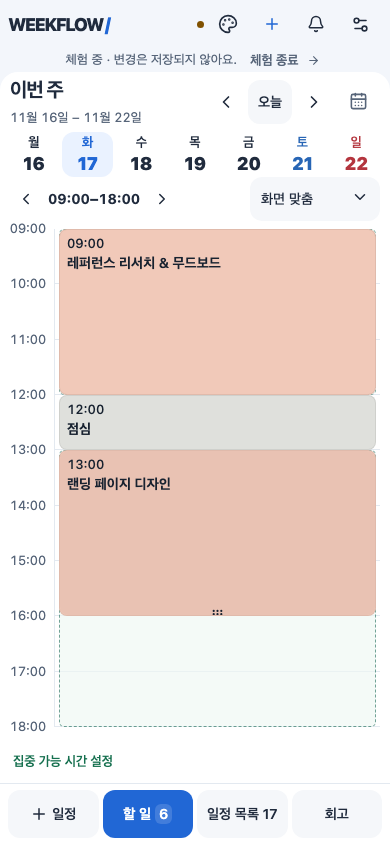 WEEKFLOW/
체험 중 · 변경은 저장되지 않아요. 체험 종료 →
이번 주
11월 16일 – 11월 22일
오늘
월 화 수 목 금 토 일
16 17 18 19 20 21 22
09:00–18:00
화면 맞춤
09:00
09:00
레퍼런스 리서치 & 무드보드
10:00
11:00
12:00
12:00
점심
13:00
13:00
랜딩 페이지 디자인
14:00
15:00
16:00
17:00
18:00
집중 가능 시간 설정
+ 일정
할 일 6
일정 목록 17
회고